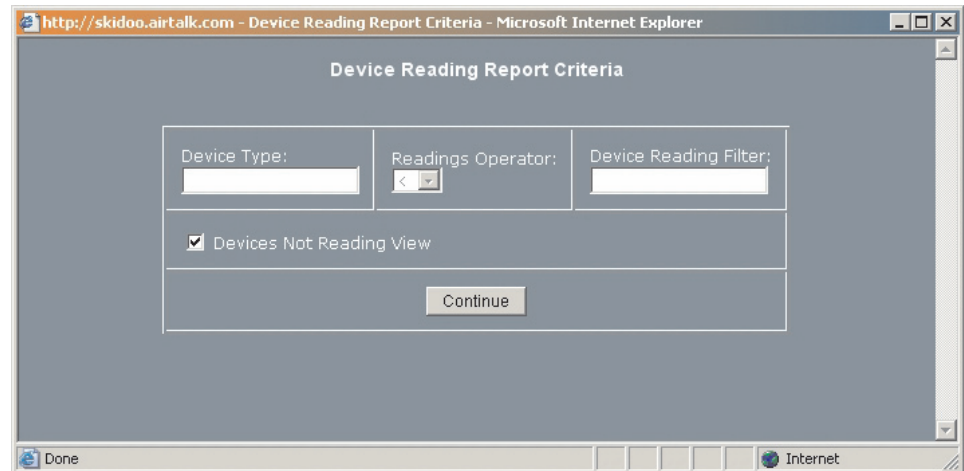 http://skidoo.airtalk.com - Device Reading Report Criteria - Microsoft Internet Explorer
Device Reading Report Criteria
Device Type:
Readings Operator:
<
Device Reading Filter:
Devices Not Reading View
Continue
Done
Internet